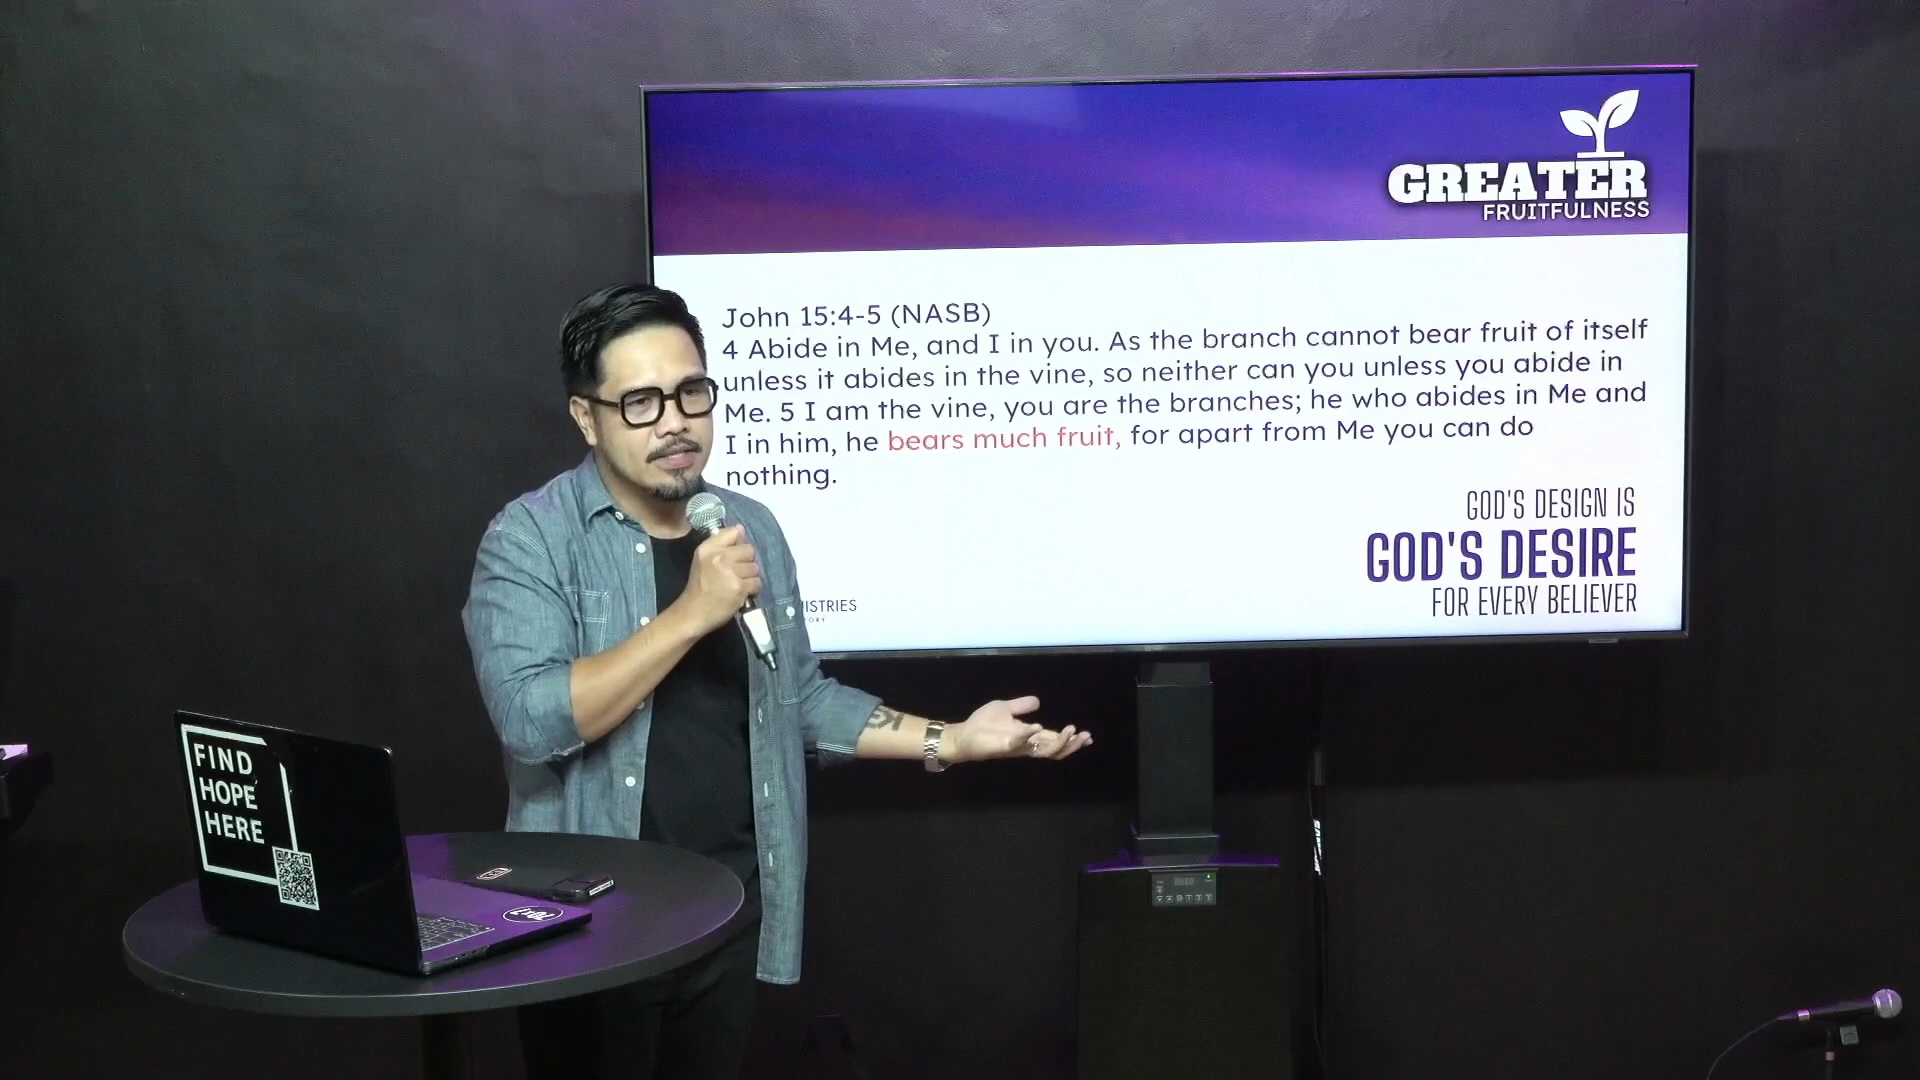 GREATER
FRUITFULNESS
John 15:4-5 (NASB)
4 Abide in Me, and I in you. As the branch cannot bear fruit of itself
unless it abides in the vine, so neither can you unless you abide in
Me. 5 I am the vine, you are the branches; he who abides in Me and
I in him, he bears much fruit, for apart from Me you can do
nothing.
GOD'S DESIGN IS
GOD'S DESIRE
FOR EVERY BELIEVER
FIND
HOPE
HERE